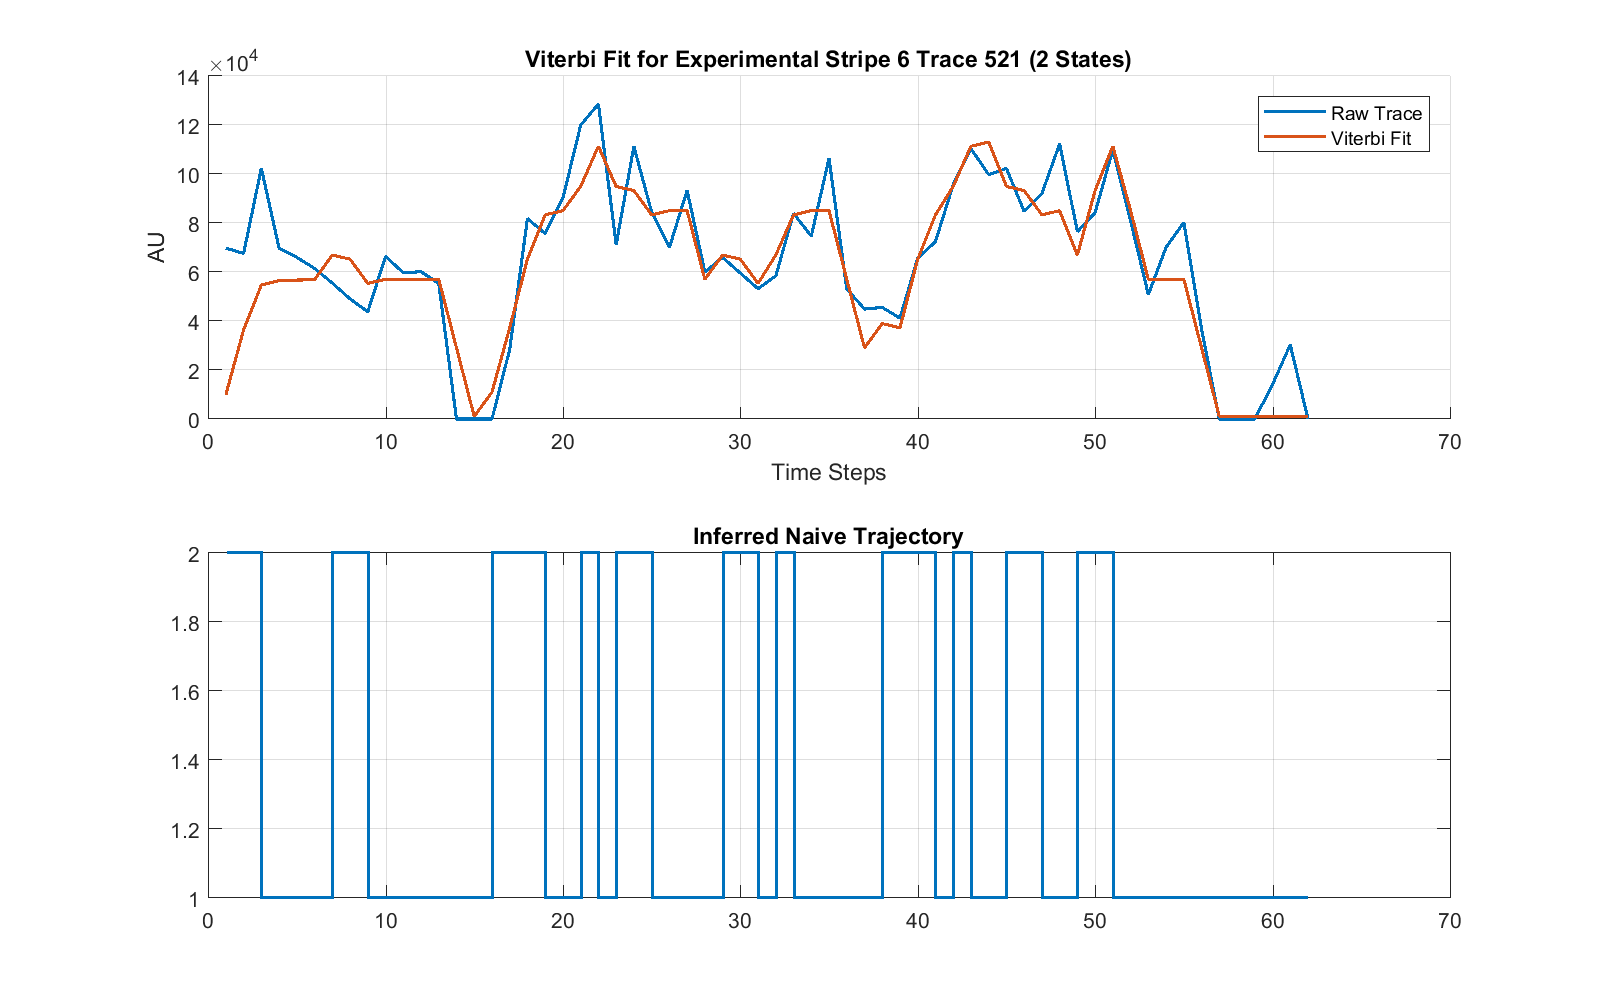 Viterbi Fit for Experimental Stripe 6 Trace 521 (2 States)
×10^4
14
12
10
8
6
4
2
0
AU
Raw Trace
Viterbi Fit
0 10 20 30 40 50 60 70
Time Steps
Inferred Naive Trajectory
2
1.8
1.6
1.4
1.2
1
0 10 20 30 40 50 60 70